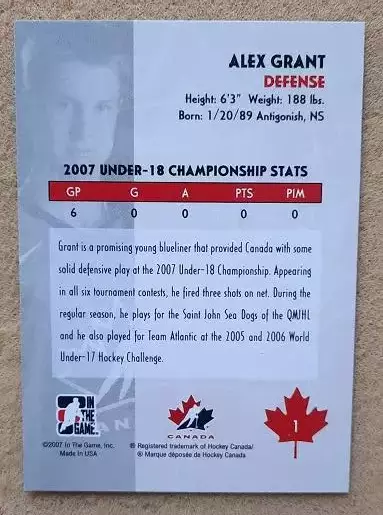 ALEX GRANT
DEFENSE
Height: 6'3" Weight: 188 lbs.
Born: 1/20/89 Antigonish, NS
2007 UNDER-18 CHAMPIONSHIP STATS
GP G A PTS PIM
6 0 0 0 0
Grant is a promising young blueliner that provided Canada with some
solid defensive play at the 2007 Under-18 Championship. Appearing
in all six tournament contests, he fired three shots on net. During the
regular season, he plays for the Saint John Sea Dogs of the QMJHL
and he also played for Team Atlantic at the 2005 and 2006 World
Under-17 Hockey Challenge.
IN
THE
GAME
©2007 In The Game, Inc.
Made In USA
CANADA
® Registered trademark of Hockey Canada/
® Marque déposée de Hockey Canada
1